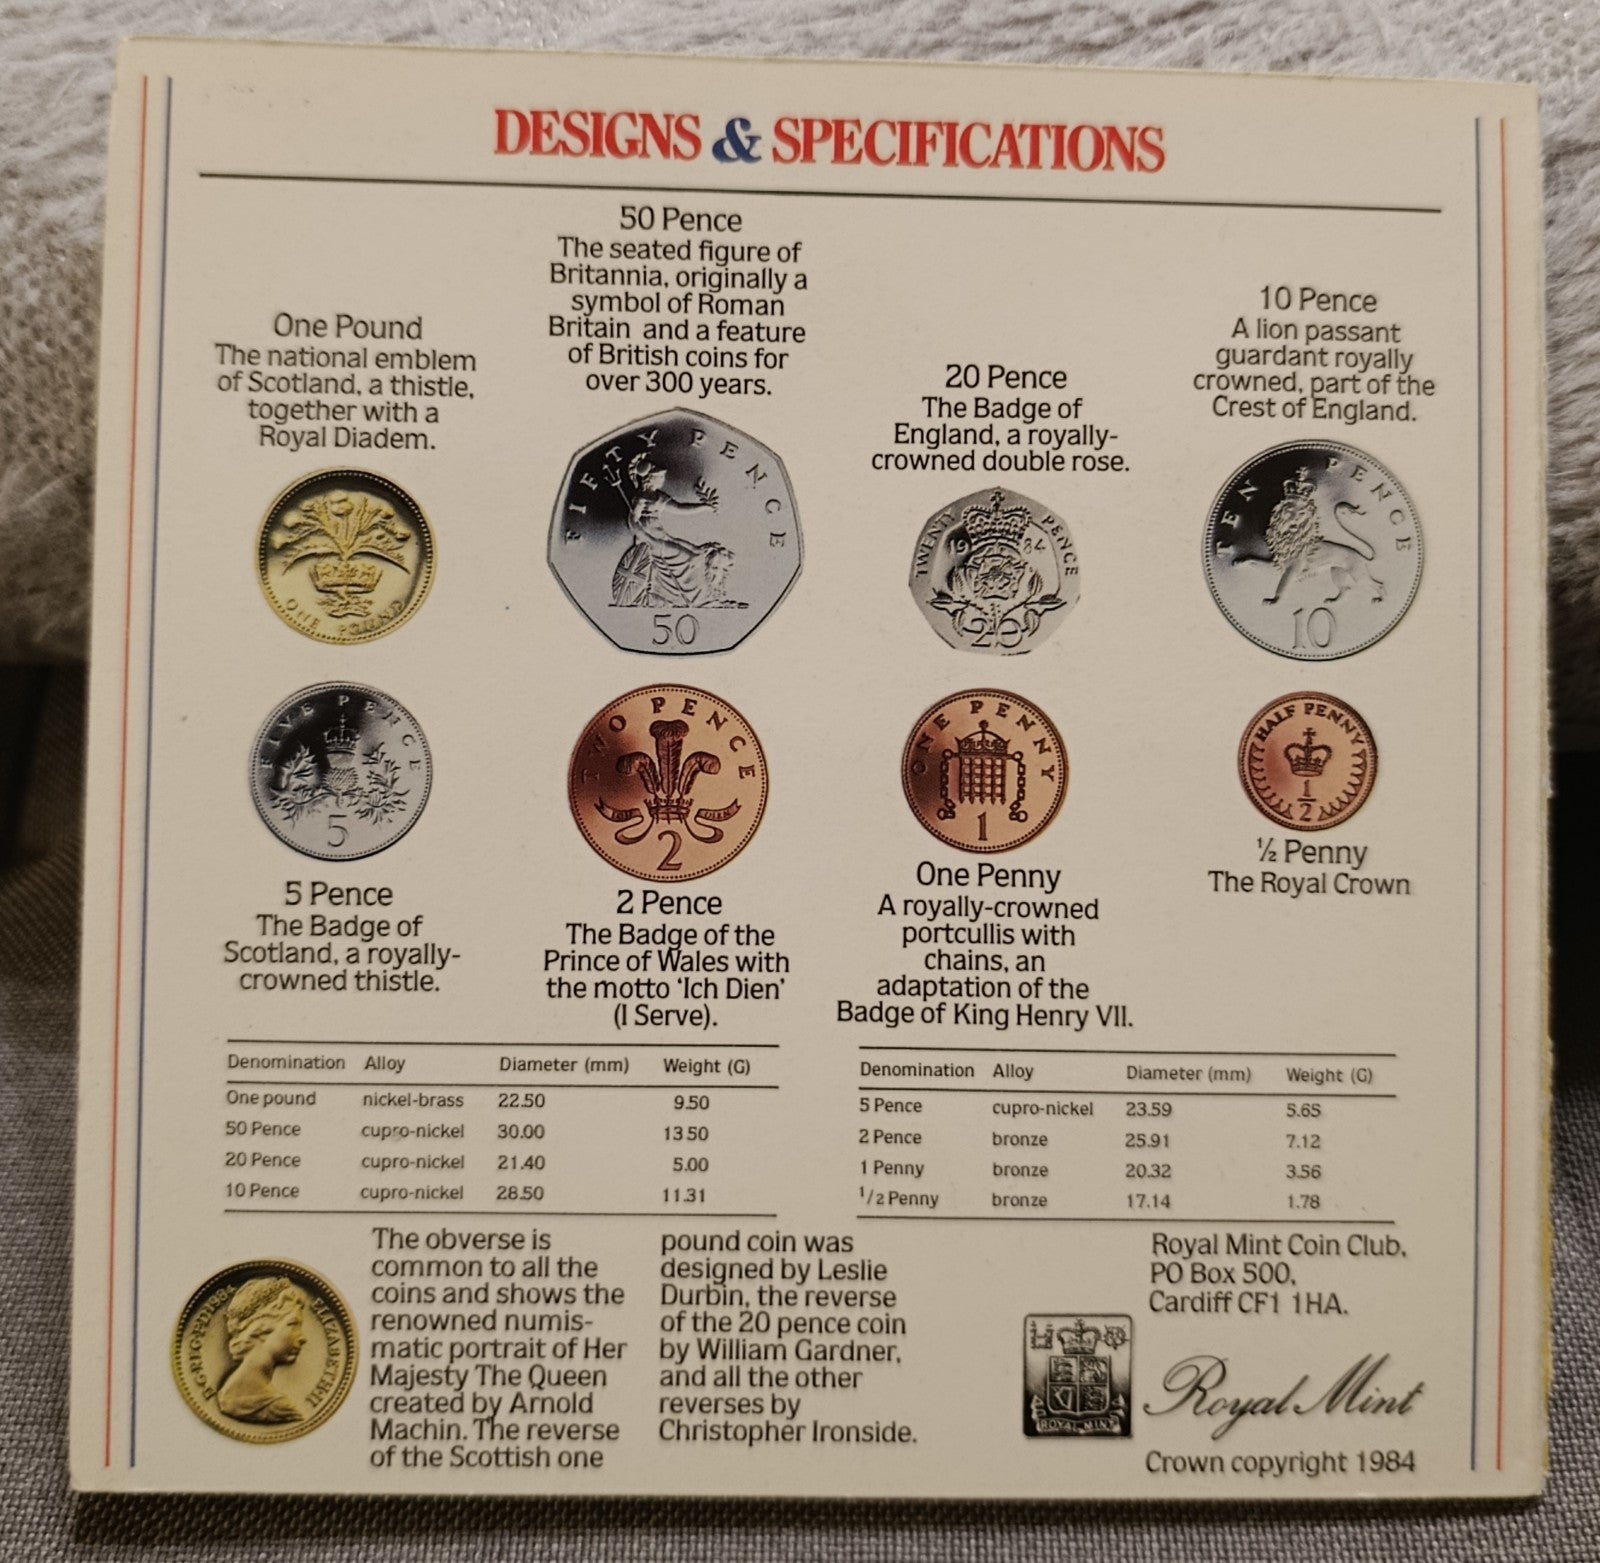 DESIGNS & SPECIFICATIONS
One Pound
The national emblem
of Scotland, a thistle,
together with a
Royal Diadem.
50 Pence
The seated figure of
Britannia, originally a
symbol of Roman
Britain and a feature
of British coins for
over 300 years.
20 Pence
The Badge of
England, a royally-
crowned double rose.
10 Pence
A lion passant
guardant royally
crowned, part of the
Crest of England.
ONE POUND
FIFTY PENCE
50
TWENTY PENCE
1984
20
TEN PENCE
10
FIVE PENCE
5
TWO PENCE
ICH DIEN
2
ONE PENNY
1
HALF PENNY
1/2
5 Pence
The Badge of
Scotland, a royally-
crowned thistle.
2 Pence
The Badge of the
Prince of Wales with
the motto ‘Ich Dien’
(I Serve).
One Penny
A royally-crowned
portcullis with
chains, an
adaptation of the
Badge of King Henry VII.
½ Penny
The Royal Crown
Denomination Alloy Diameter (mm) Weight (G)
One pound nickel-brass 22.50 9.50
50 Pence cupro-nickel 30.00 13.50
20 Pence cupro-nickel 21.40 5.00
10 Pence cupro-nickel 28.50 11.31
Denomination Alloy Diameter (mm) Weight (G)
5 Pence cupro-nickel 23.59 5.65
2 Pence bronze 25.91 7.12
1 Penny bronze 20.32 3.56
1/2 Penny bronze 17.14 1.78
D·G·REG·F·D·1984 ELIZABETH II
The obverse is
common to all the
coins and shows the
renowned numis-
matic portrait of Her
Majesty The Queen
created by Arnold
Machin. The reverse
of the Scottish one
pound coin was
designed by Leslie
Durbin, the reverse
of the 20 pence coin
by William Gardner,
and all the other
reverses by
Christopher Ironside.
Royal Mint Coin Club,
PO Box 500,
Cardiff CF1 1HA.
ROYAL MINT
Royal Mint
Crown copyright 1984